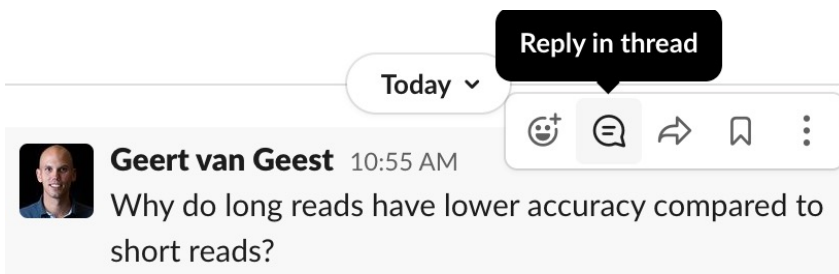 Reply in thread
Today
Geert van Geest 10:55 AM
Why do long reads have lower accuracy compared to
short reads?